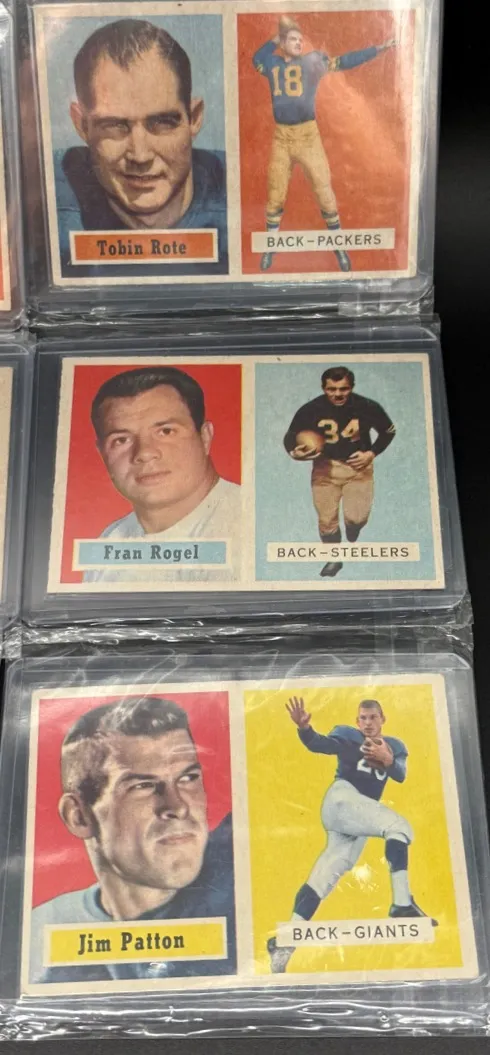 Tobin Rote
18
BACK–PACKERS
Fran Rogel
34
BACK–STEELERS
Jim Patton
BACK–GIANTS